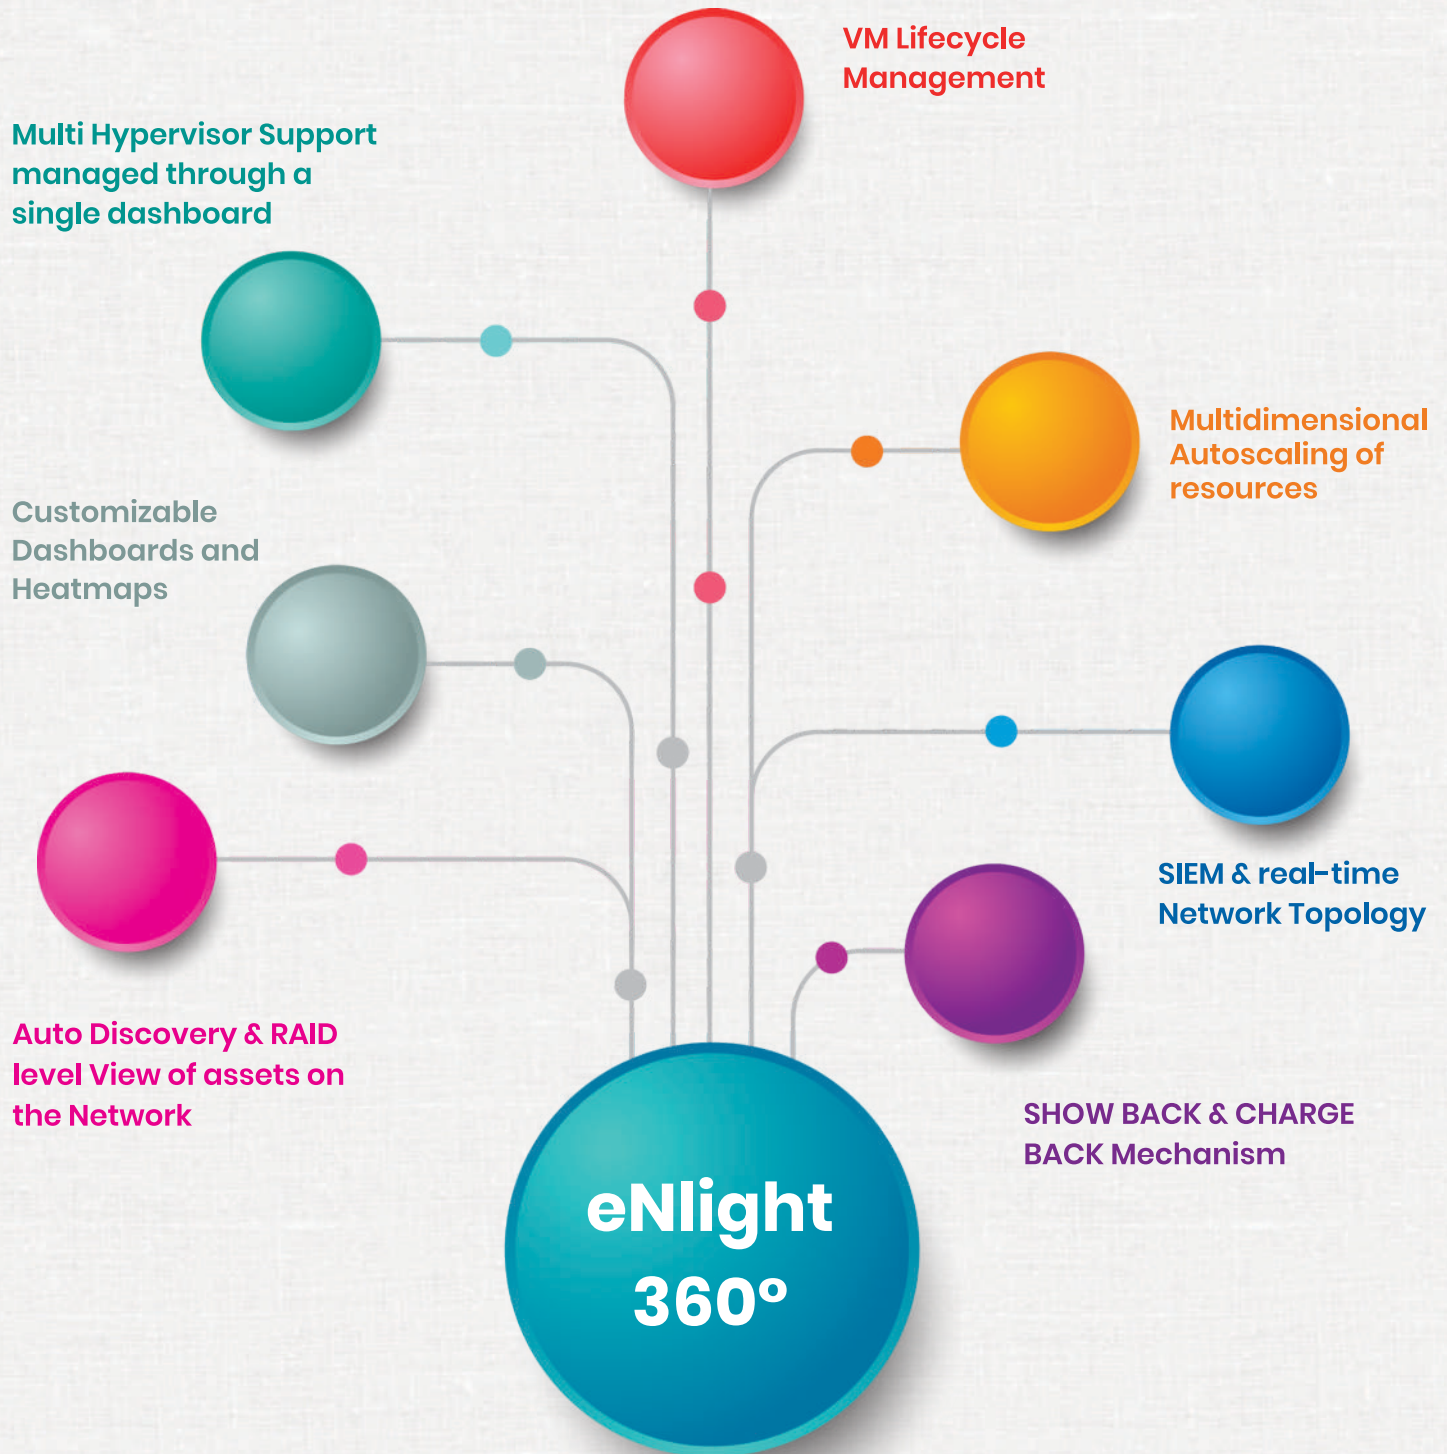 VM Lifecycle
Management
Multi Hypervisor Support
managed through a
single dashboard
Multidimensional
Autoscaling of
resources
Customizable
Dashboards and
Heatmaps
SIEM & real-time
Network Topology
Auto Discovery & RAID
level View of assets on
the Network
SHOW BACK & CHARGE
BACK Mechanism
eNlight
360°